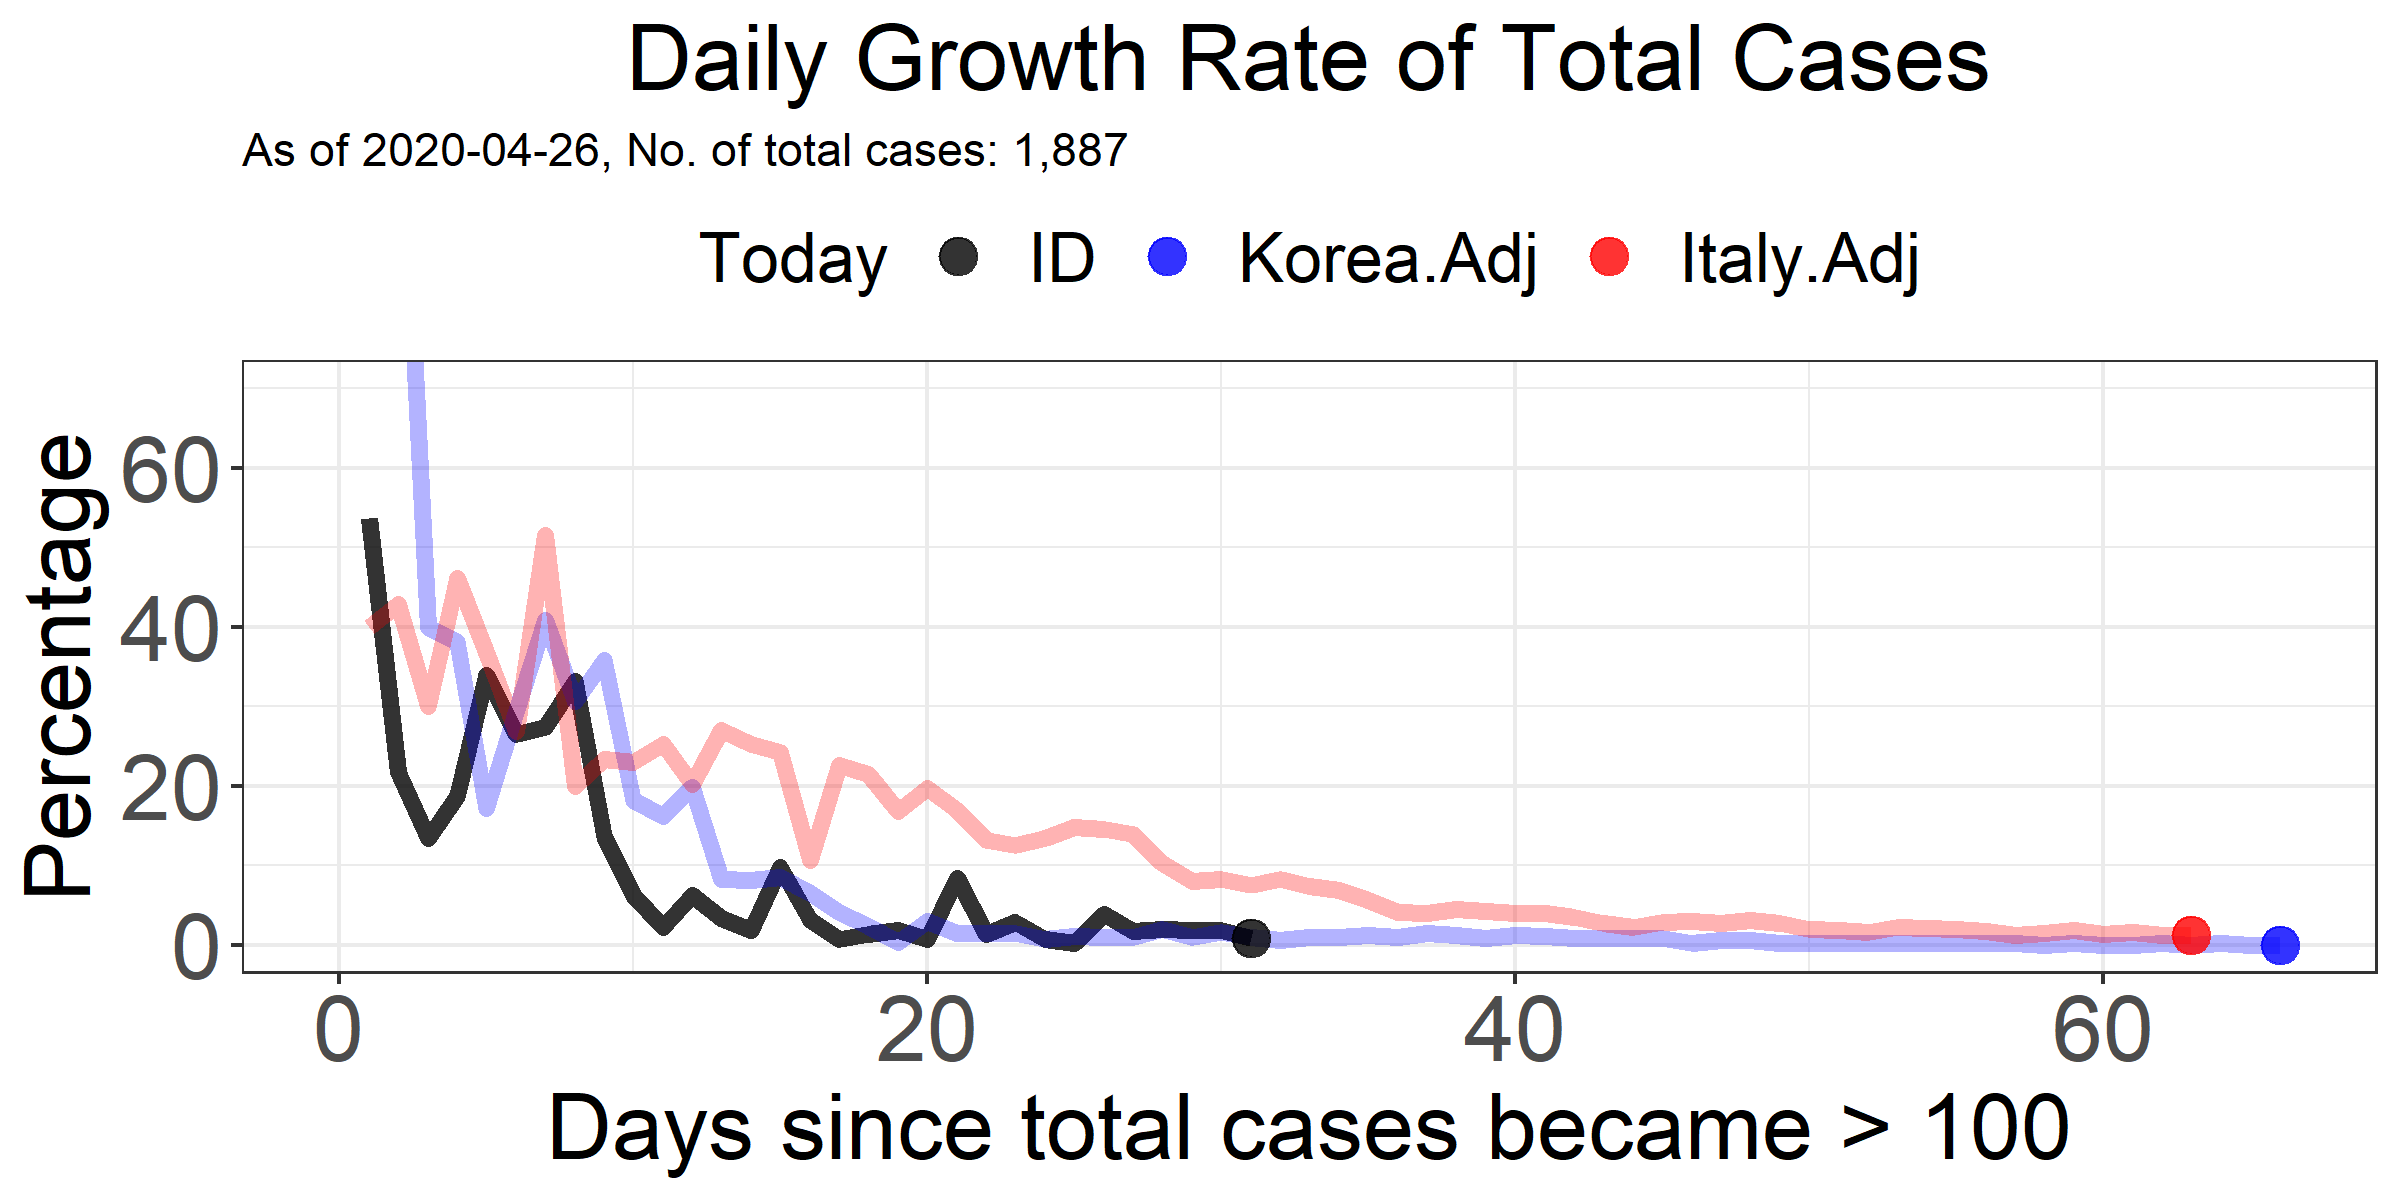 Daily Growth Rate of Total Cases
As of 2020-04-26, No. of total cases: 1,887
Today ID Korea.Adj Italy.Adj
Percentage
60
40
20
0
0 20 40 60
Days since total cases became > 100